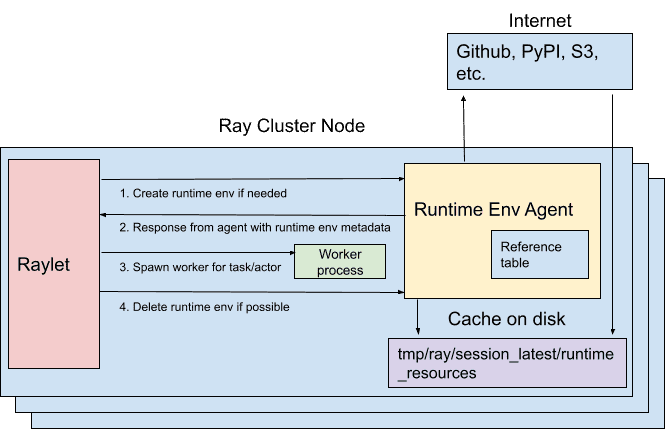 Internet
Github, PyPI, S3,
etc.
Ray Cluster Node
Raylet
1. Create runtime env if needed
2. Response from agent with runtime env metadata
3. Spawn worker for task/actor
Worker
process
4. Delete runtime env if possible
Runtime Env Agent
Reference
table
Cache on disk
tmp/ray/session_latest/runtime
_resources